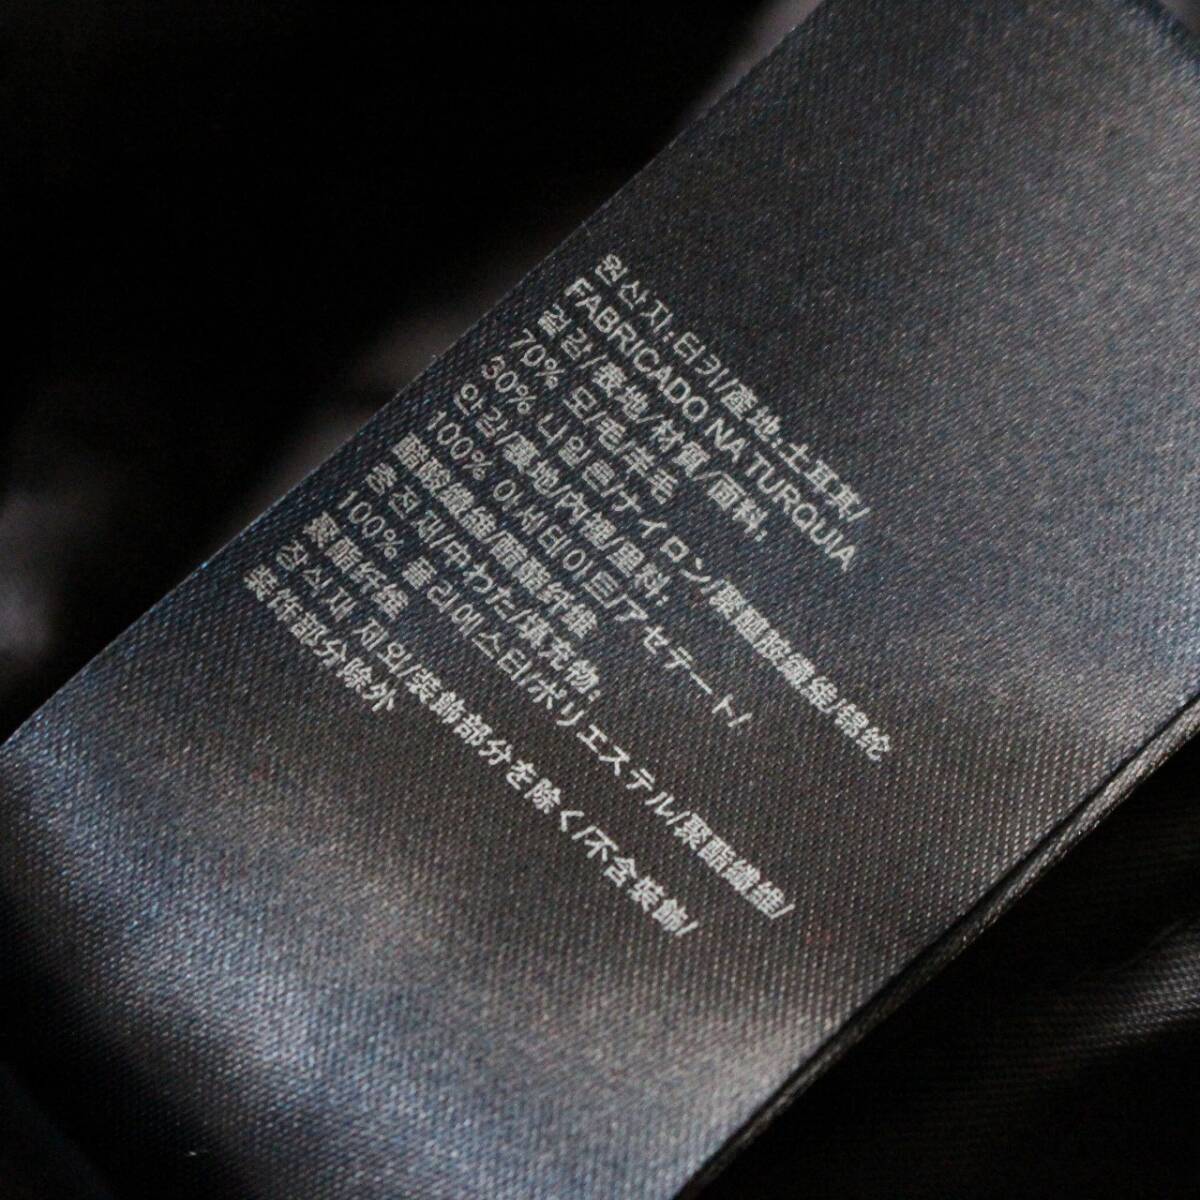 원산지:터키/産地:土耳其/
FABRICADO NA TURQUIA
겉감/表地/材質/面料:
70% 모/毛/羊毛
30% 나일론/ナイロン/聚醯胺纖維/锦纶
안감/裏地/內裡/里料:
100% 아세테이트/アセテート/
醋酸纖維/醋酯纤维
충전재/中わた/填充物:
100% 폴리에스터/ポリエステル/聚酯纖維/
聚酯纤维
장식재 제외/装飾部分を除く/不含裝飾/
装饰部分除外